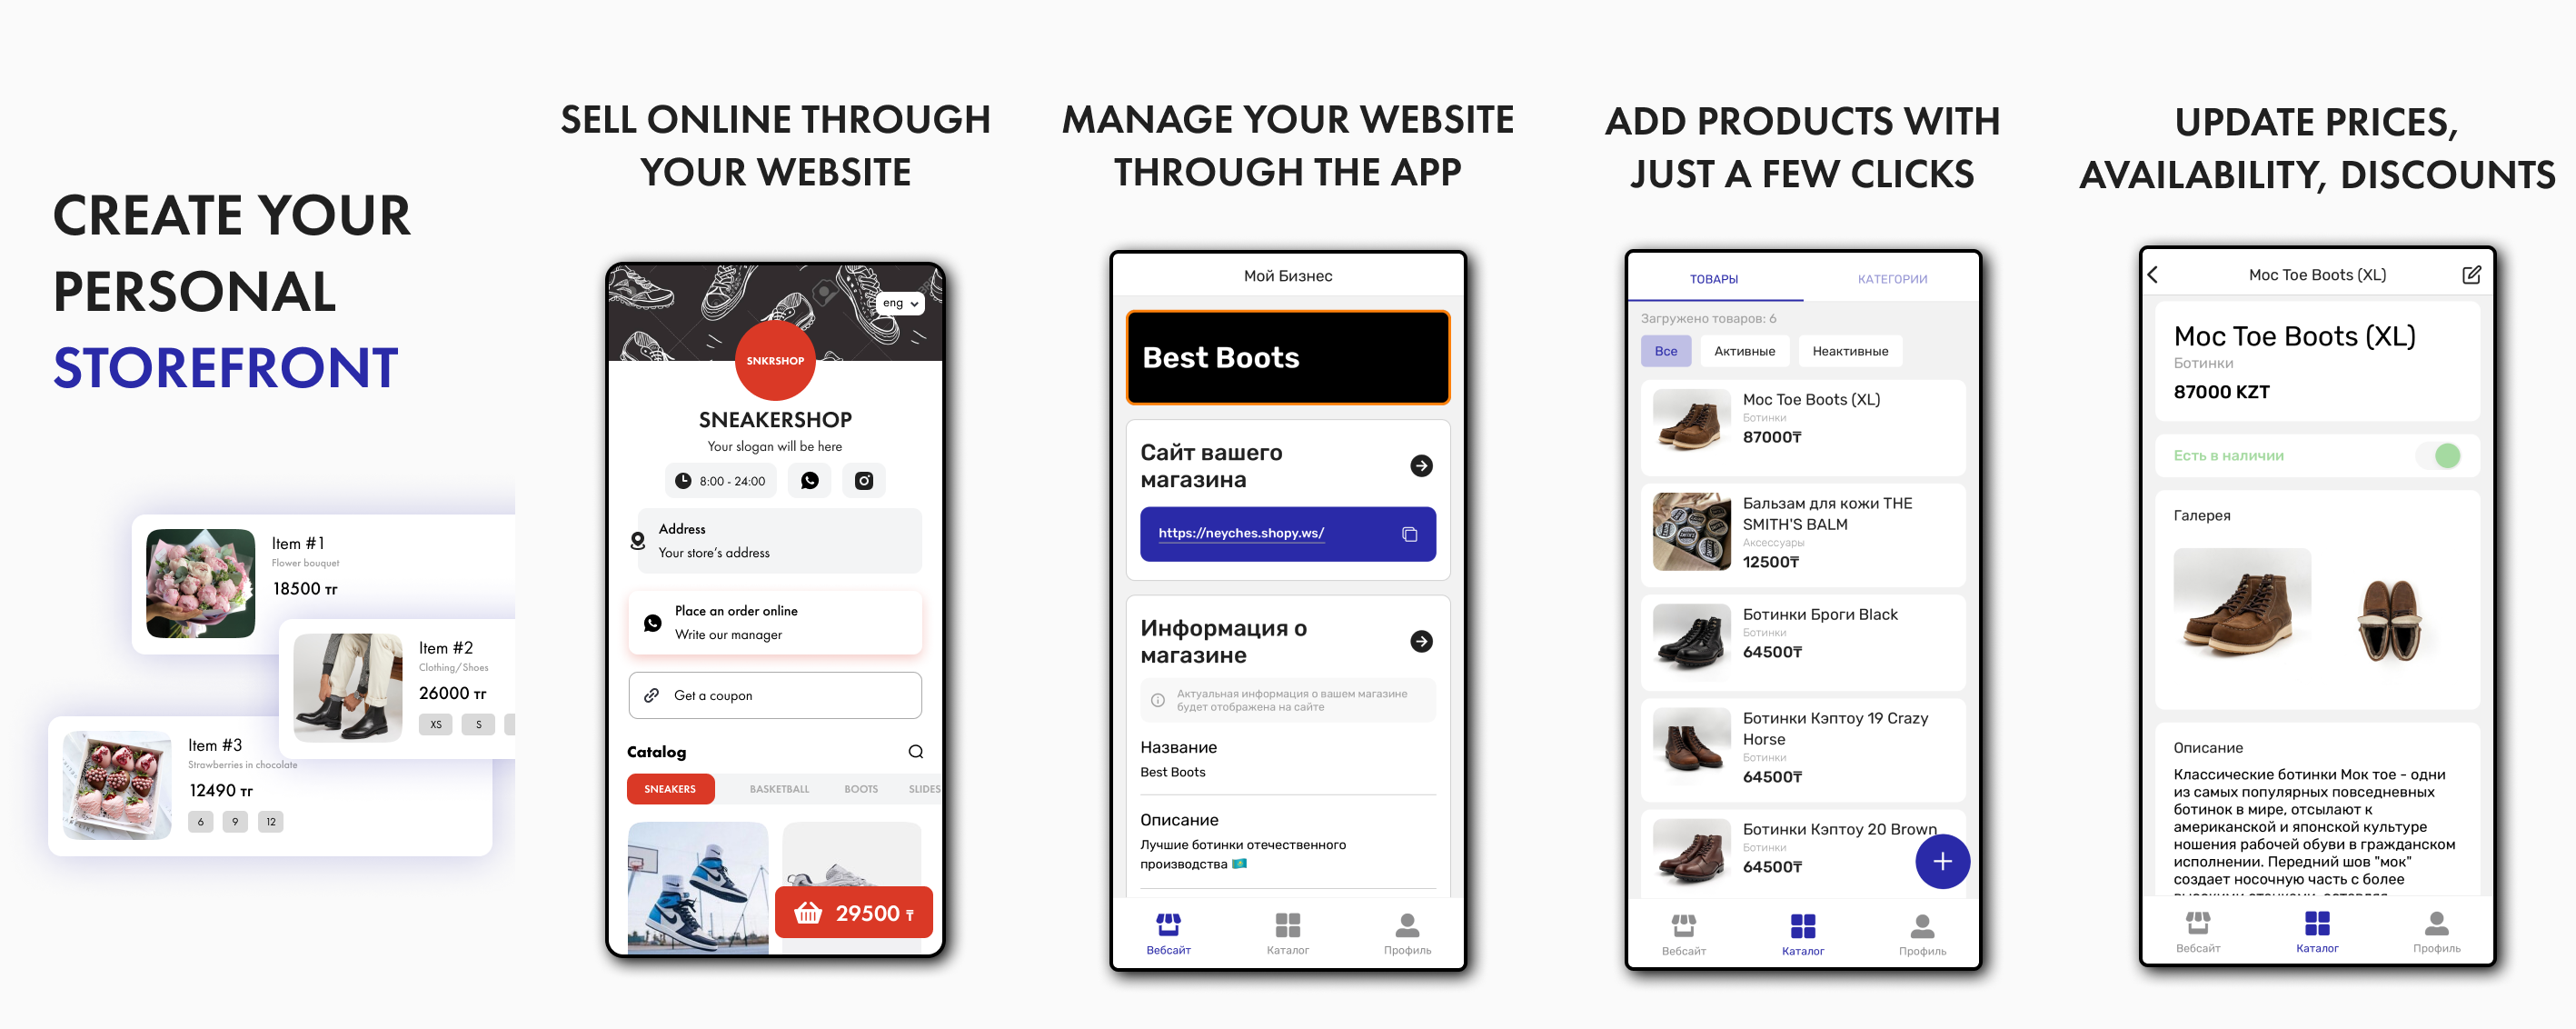 CREATE YOUR
PERSONAL
STOREFRONT
Item #1
Flower bouquet
18500 тг
Item #2
Clothing/Shoes
26000 тг
XS
S
Item #3
Strawberries in chocolate
12490 тг
6
9
12
SELL ONLINE THROUGH
YOUR WEBSITE
eng
SNKRSHOP
SNEAKERSHOP
Your slogan will be here
8:00 - 24:00
Address
Your store's address
Place an order online
Write our manager
Get a coupon
Catalog
SNEAKERS
BASKETBALL
BOOTS
SLIDES
29500 ₸
MANAGE YOUR WEBSITE
THROUGH THE APP
Мой Бизнес
Best Boots
Сайт вашего
магазина
https://neyches.shopy.ws/
Информация о
магазине
Актуальная информация о вашем магазине
будет отображена на сайте
Название
Best Boots
Описание
Лучшие ботинки отечественного
производства 🇰🇿
Вебсайт
Каталог
Профиль
ADD PRODUCTS WITH
JUST A FEW CLICKS
ТОВАРЫ
КАТЕГОРИИ
Загружено товаров: 6
Все
Активные
Неактивные
Moc Toe Boots (XL)
Ботинки
87000₸
Бальзам для кожи THE
SMITH'S BALM
Аксессуары
12500₸
Ботинки Броги Black
Ботинки
64500₸
Ботинки Кэптоу 19 Crazy
Horse
Ботинки
64500₸
Ботинки Кэптоу 20 Brown
Ботинки
64500₸
Вебсайт
Каталог
Профиль
UPDATE PRICES,
AVAILABILITY, DISCOUNTS
Moc Toe Boots (XL)
Moc Toe Boots (XL)
Ботинки
87000 KZT
Есть в наличии
Галерея
Описание
Классические ботинки Мок тое - одни
из самых популярных повседневных
ботинок в мире, отсылают к
американской и японской культуре
ношения рабочей обуви в гражданском
исполнении. Передний шов "мок"
создает носочную часть с более
Вебсайт
Каталог
Профиль